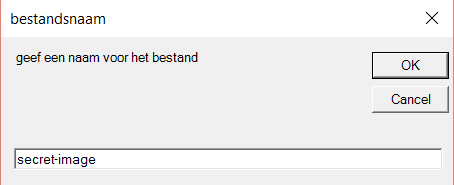 bestandsnaam
geef een naam voor het bestand
OK
Cancel
secret-image